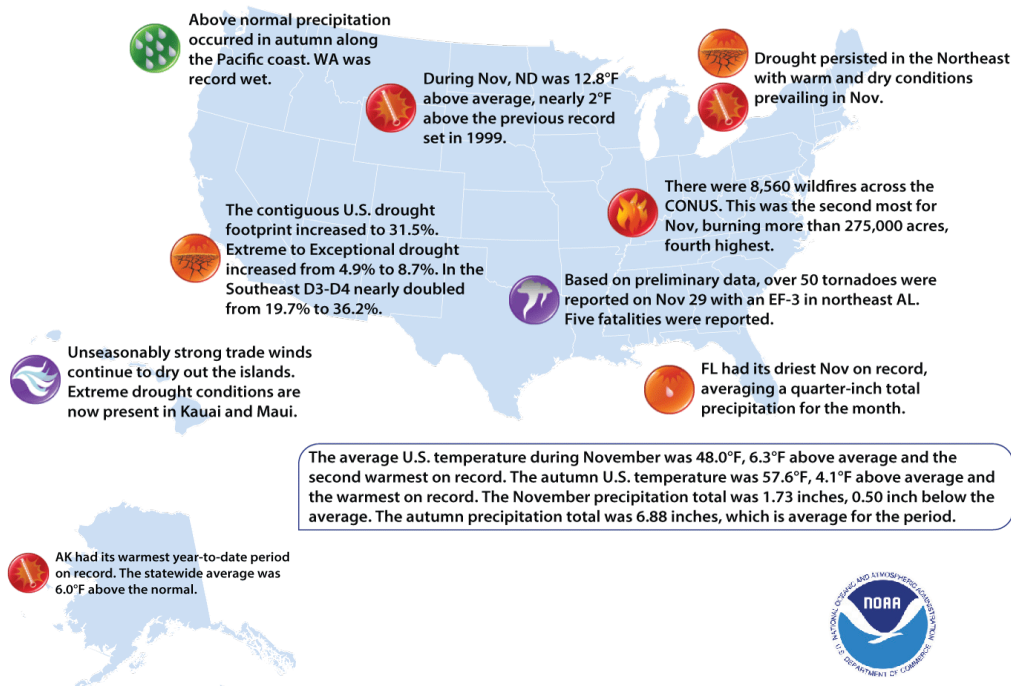 Above normal precipitation
occurred in autumn along
the Pacific coast. WA was
record wet.
During Nov, ND was 12.8°F
above average, nearly 2°F
above the previous record
set in 1999.
Drought persisted in the Northeast
with warm and dry conditions
prevailing in Nov.
There were 8,560 wildfires across the
CONUS. This was the second most for
Nov, burning more than 275,000 acres,
fourth highest.
The contiguous U.S. drought
footprint increased to 31.5%.
Extreme to Exceptional drought
increased from 4.9% to 8.7%. In the
Southeast D3-D4 nearly doubled
from 19.7% to 36.2%.
Based on preliminary data, over 50 tornadoes were
reported on Nov 29 with an EF-3 in northeast AL.
Five fatalities were reported.
Unseasonably strong trade winds
continue to dry out the islands.
Extreme drought conditions are
now present in Kauai and Maui.
FL had its driest Nov on record,
averaging a quarter-inch total
precipitation for the month.
The average U.S. temperature during November was 48.0°F, 6.3°F above average and the
second warmest on record. The autumn U.S. temperature was 57.6°F, 4.1°F above average and
the warmest on record. The November precipitation total was 1.73 inches, 0.50 inch below the
average. The autumn precipitation total was 6.88 inches, which is average for the period.
AK had its warmest year-to-date period
on record. The statewide average was
6.0°F above the normal.
NATIONAL OCEANIC AND ATMOSPHERIC ADMINISTRATION
NOAA
U.S. DEPARTMENT OF COMMERCE